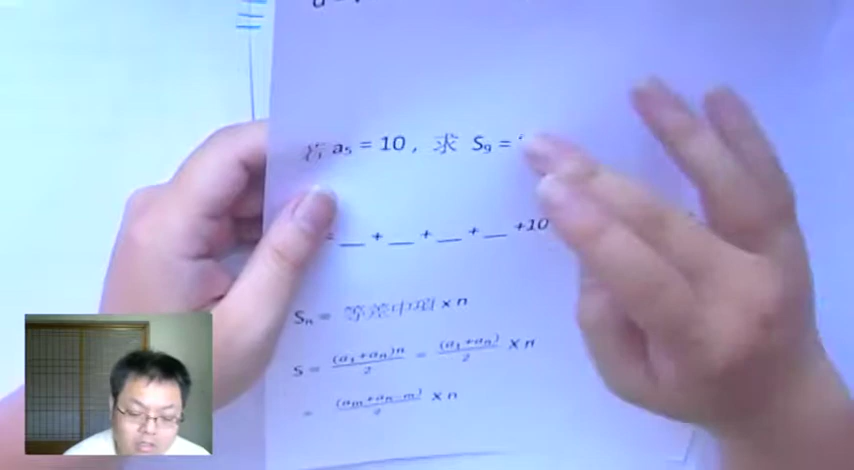 若 a₅ = 10 , 求 S₉ =
= __ + __ + __ + __ +10
Sₙ = 等差中項 × n
S = (a₁+aₙ)n / 2 = (a₁+aₙ) / 2 × n
= (aₘ+aₙ₋ₘ) / 2 × n